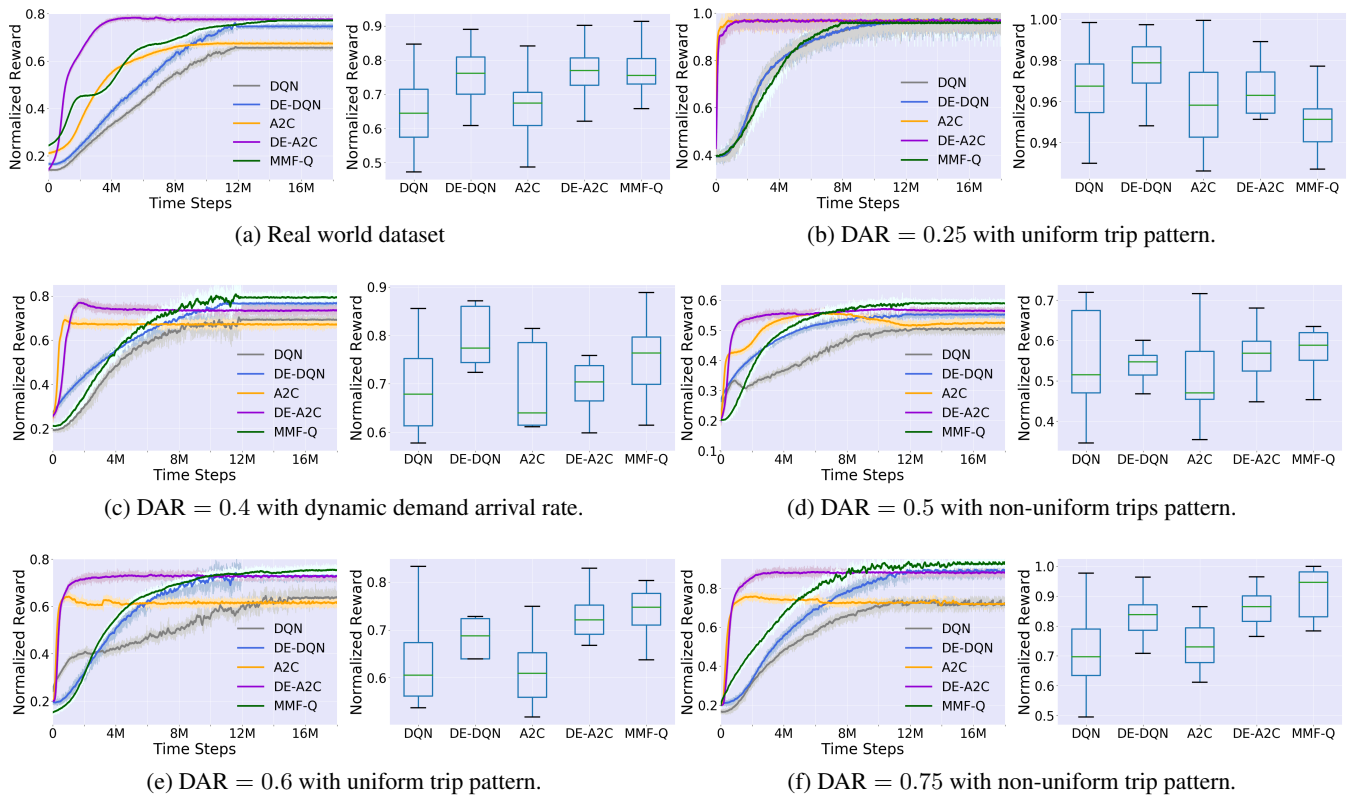 0.8
0.6
0.4
0.2
Normalized Reward
0
4M
8M
12M
16M
Time Steps
DQN
DE-DQN
A2C
DE-A2C
MMF-Q
0.9
0.8
0.7
0.6
0.5
Normalized Reward
DQN DE-DQN A2C DE-A2C MMF-Q
(a) Real world dataset
1.0
0.8
0.6
0.4
Normalized Reward
0
4M
8M
12M
16M
Time Steps
DQN
DE-DQN
A2C
DE-A2C
MMF-Q
1.00
0.98
0.96
0.94
Normalized Reward
DQN DE-DQN A2C DE-A2C MMF-Q
(b) DAR = 0.25 with uniform trip pattern.
0.8
0.6
0.4
0.2
Normalized Reward
0
4M
8M
12M
16M
Time Steps
DQN
DE-DQN
A2C
DE-A2C
MMF-Q
0.9
0.8
0.7
0.6
Normalized Reward
DQN DE-DQN A2C DE-A2C MMF-Q
(c) DAR = 0.4 with dynamic demand arrival rate.
0.6
0.5
0.4
0.3
0.2
0.1
Normalized Reward
0
4M
8M
12M
16M
Time Steps
DQN
DE-DQN
A2C
DE-A2C
MMF-Q
0.7
0.6
0.5
0.4
Normalized Reward
DQN DE-DQN A2C DE-A2C MMF-Q
(d) DAR = 0.5 with non-uniform trips pattern.
0.8
0.6
0.4
0.2
Normalized Reward
0
4M
8M
12M
16M
Time Steps
DQN
DE-DQN
A2C
DE-A2C
MMF-Q
0.8
0.7
0.6
Normalized Reward
DQN DE-DQN A2C DE-A2C MMF-Q
(e) DAR = 0.6 with uniform trip pattern.
0.8
0.6
0.4
0.2
Normalized Reward
0
4M
8M
12M
16M
Time Steps
DQN
DE-DQN
A2C
DE-A2C
MMF-Q
1.0
0.9
0.8
0.7
0.6
0.5
Normalized Reward
DQN DE-DQN A2C DE-A2C MMF-Q
(f) DAR = 0.75 with non-uniform trip pattern.